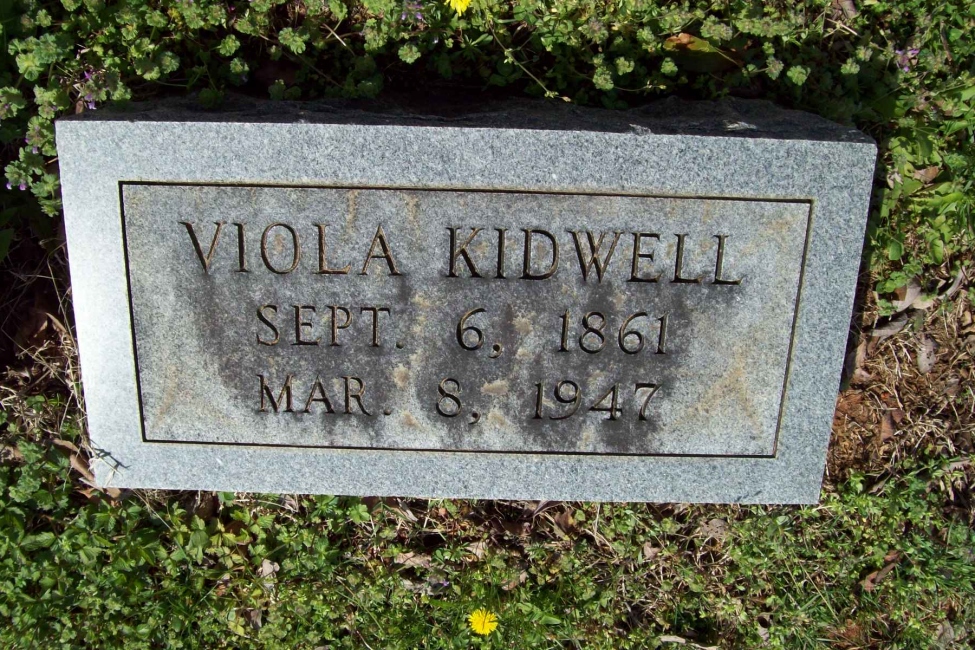 VIOLA KIDWELL
SEPT. 6, 1861
MAR. 8, 1947